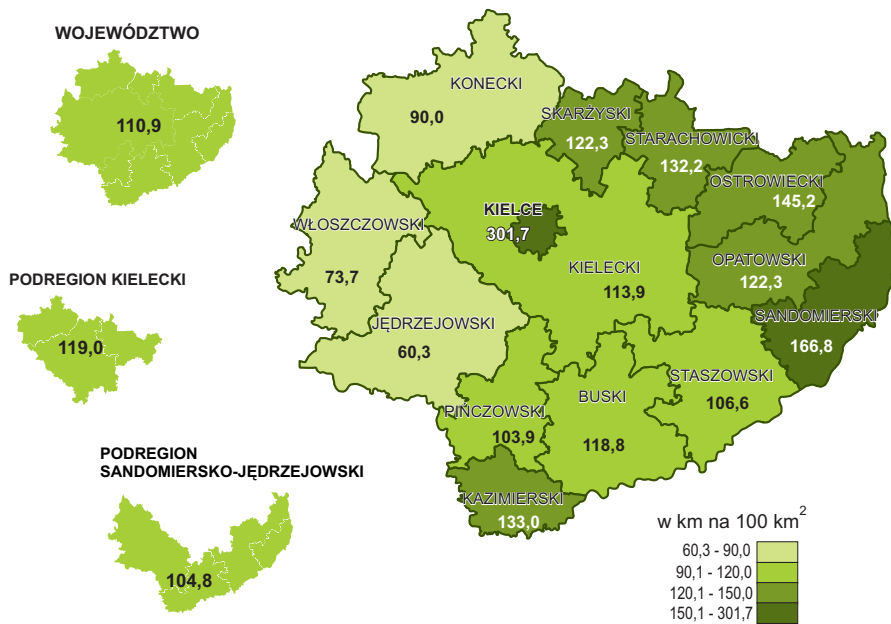 WOJEWÓDZTWO
110,9
PODREGION KIELECKI
119,0
PODREGION
SANDOMIERSKO-JĘDRZEJOWSKI
104,8
KONECKI
90,0
SKARŻYSKI
122,3
STARACHOWICKI
132,2
OSTROWIECKI
145,2
WŁOSZCZOWSKI
73,7
KIELCE
301,7
KIELECKI
113,9
OPATOWSKI
122,3
SANDOMIERSKI
166,8
JĘDRZEJOWSKI
60,3
PIŃCZOWSKI
103,9
BUSKI
118,8
STASZOWSKI
106,6
KAZIMIERSKI
133,0
w km na 100 km²
60,3 - 90,0
90,1 - 120,0
120,1 - 150,0
150,1 - 301,7